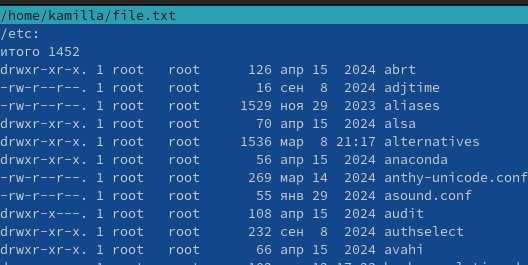 /home/kamilla/file.txt
/etc:
итого 1452
drwxr-xr-x. 1 root root 126 апр 15 2024 abrt
-rw-r--r--. 1 root root 16 сен 8 2024 adjtime
-rw-r--r--. 1 root root 1529 ноя 29 2023 aliases
drwxr-xr-x. 1 root root 70 апр 15 2024 alsa
drwxr-xr-x. 1 root root 1536 мар 8 21:17 alternatives
drwxr-xr-x. 1 root root 56 апр 15 2024 anaconda
-rw-r--r--. 1 root root 269 мар 14 2024 anthy-unicode.conf
-rw-r--r--. 1 root root 55 янв 29 2024 asound.conf
drwxr-x---. 1 root root 108 апр 15 2024 audit
drwxr-xr-x. 1 root root 232 сен 8 2024 authselect
drwxr-xr-x. 1 root root 66 апр 15 2024 avahi